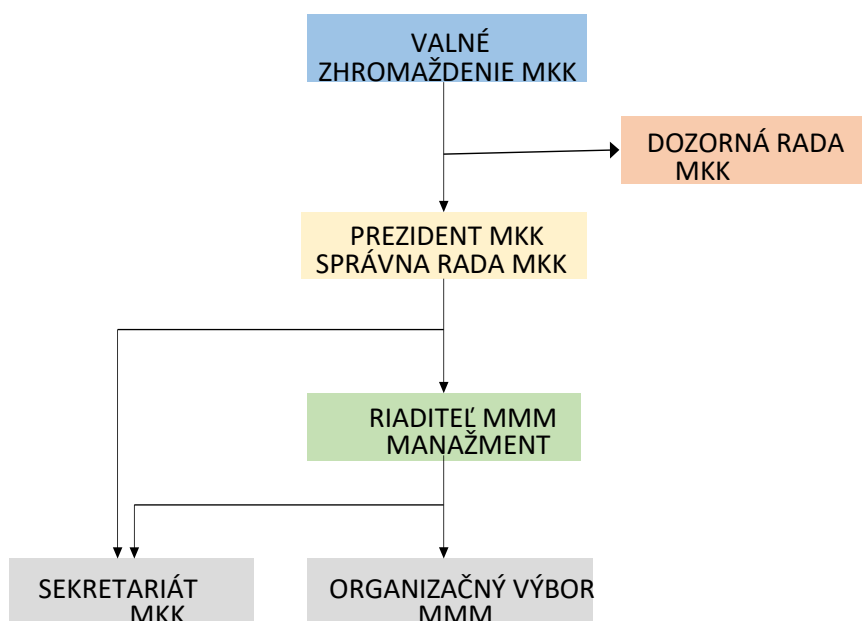 VALNÉ
ZHROMAŽDENIE MKK
DOZORNÁ RADA
MKK
PREZIDENT MKK
SPRÁVNA RADA MKK
RIADITEĽ MMM
MANAŽMENT
SEKRETARIÁT
MKK
ORGANIZAČNÝ VÝBOR
MMM